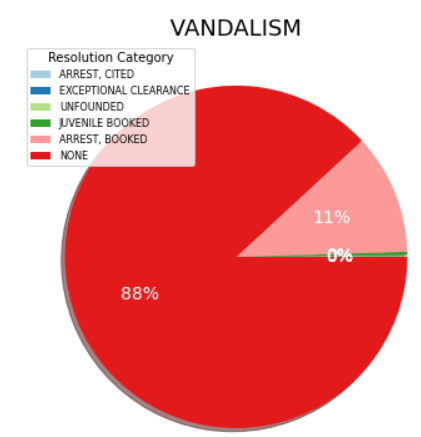 VANDALISM
Resolution Category
ARREST, CITED
EXCEPTIONAL CLEARANCE
UNFOUNDED
JUVENILE BOOKED
ARREST, BOOKED
NONE
11%
0%
88%